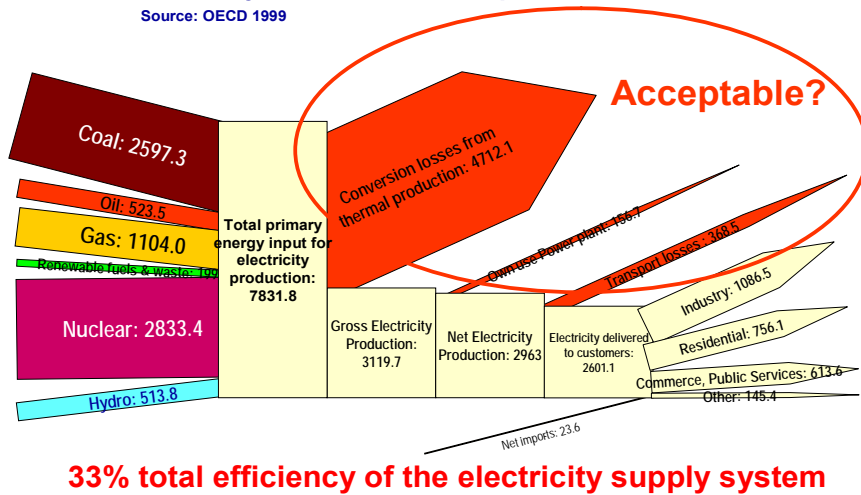 Source: OECD 1999
Acceptable?
Coal: 2597.3
Oil: 523.5
Gas: 1104.0
Renewable fuels & waste: 199
Nuclear: 2833.4
Hydro: 513.8
Total primary
energy input for
electricity
production:
7831.8
Conversion losses from
thermal production: 4712.1
Own use Power plant: 156.7
Transport losses : 368.5
Gross Electricity
Production:
3119.7
Net Electricity
Production: 2963
Electricity delivered
to customers:
2601.1
Industry: 1086.5
Residential: 756.1
Commerce, Public Services: 613.6
Other: 145.4
Net imports: 23.6
33% total efficiency of the electricity supply system